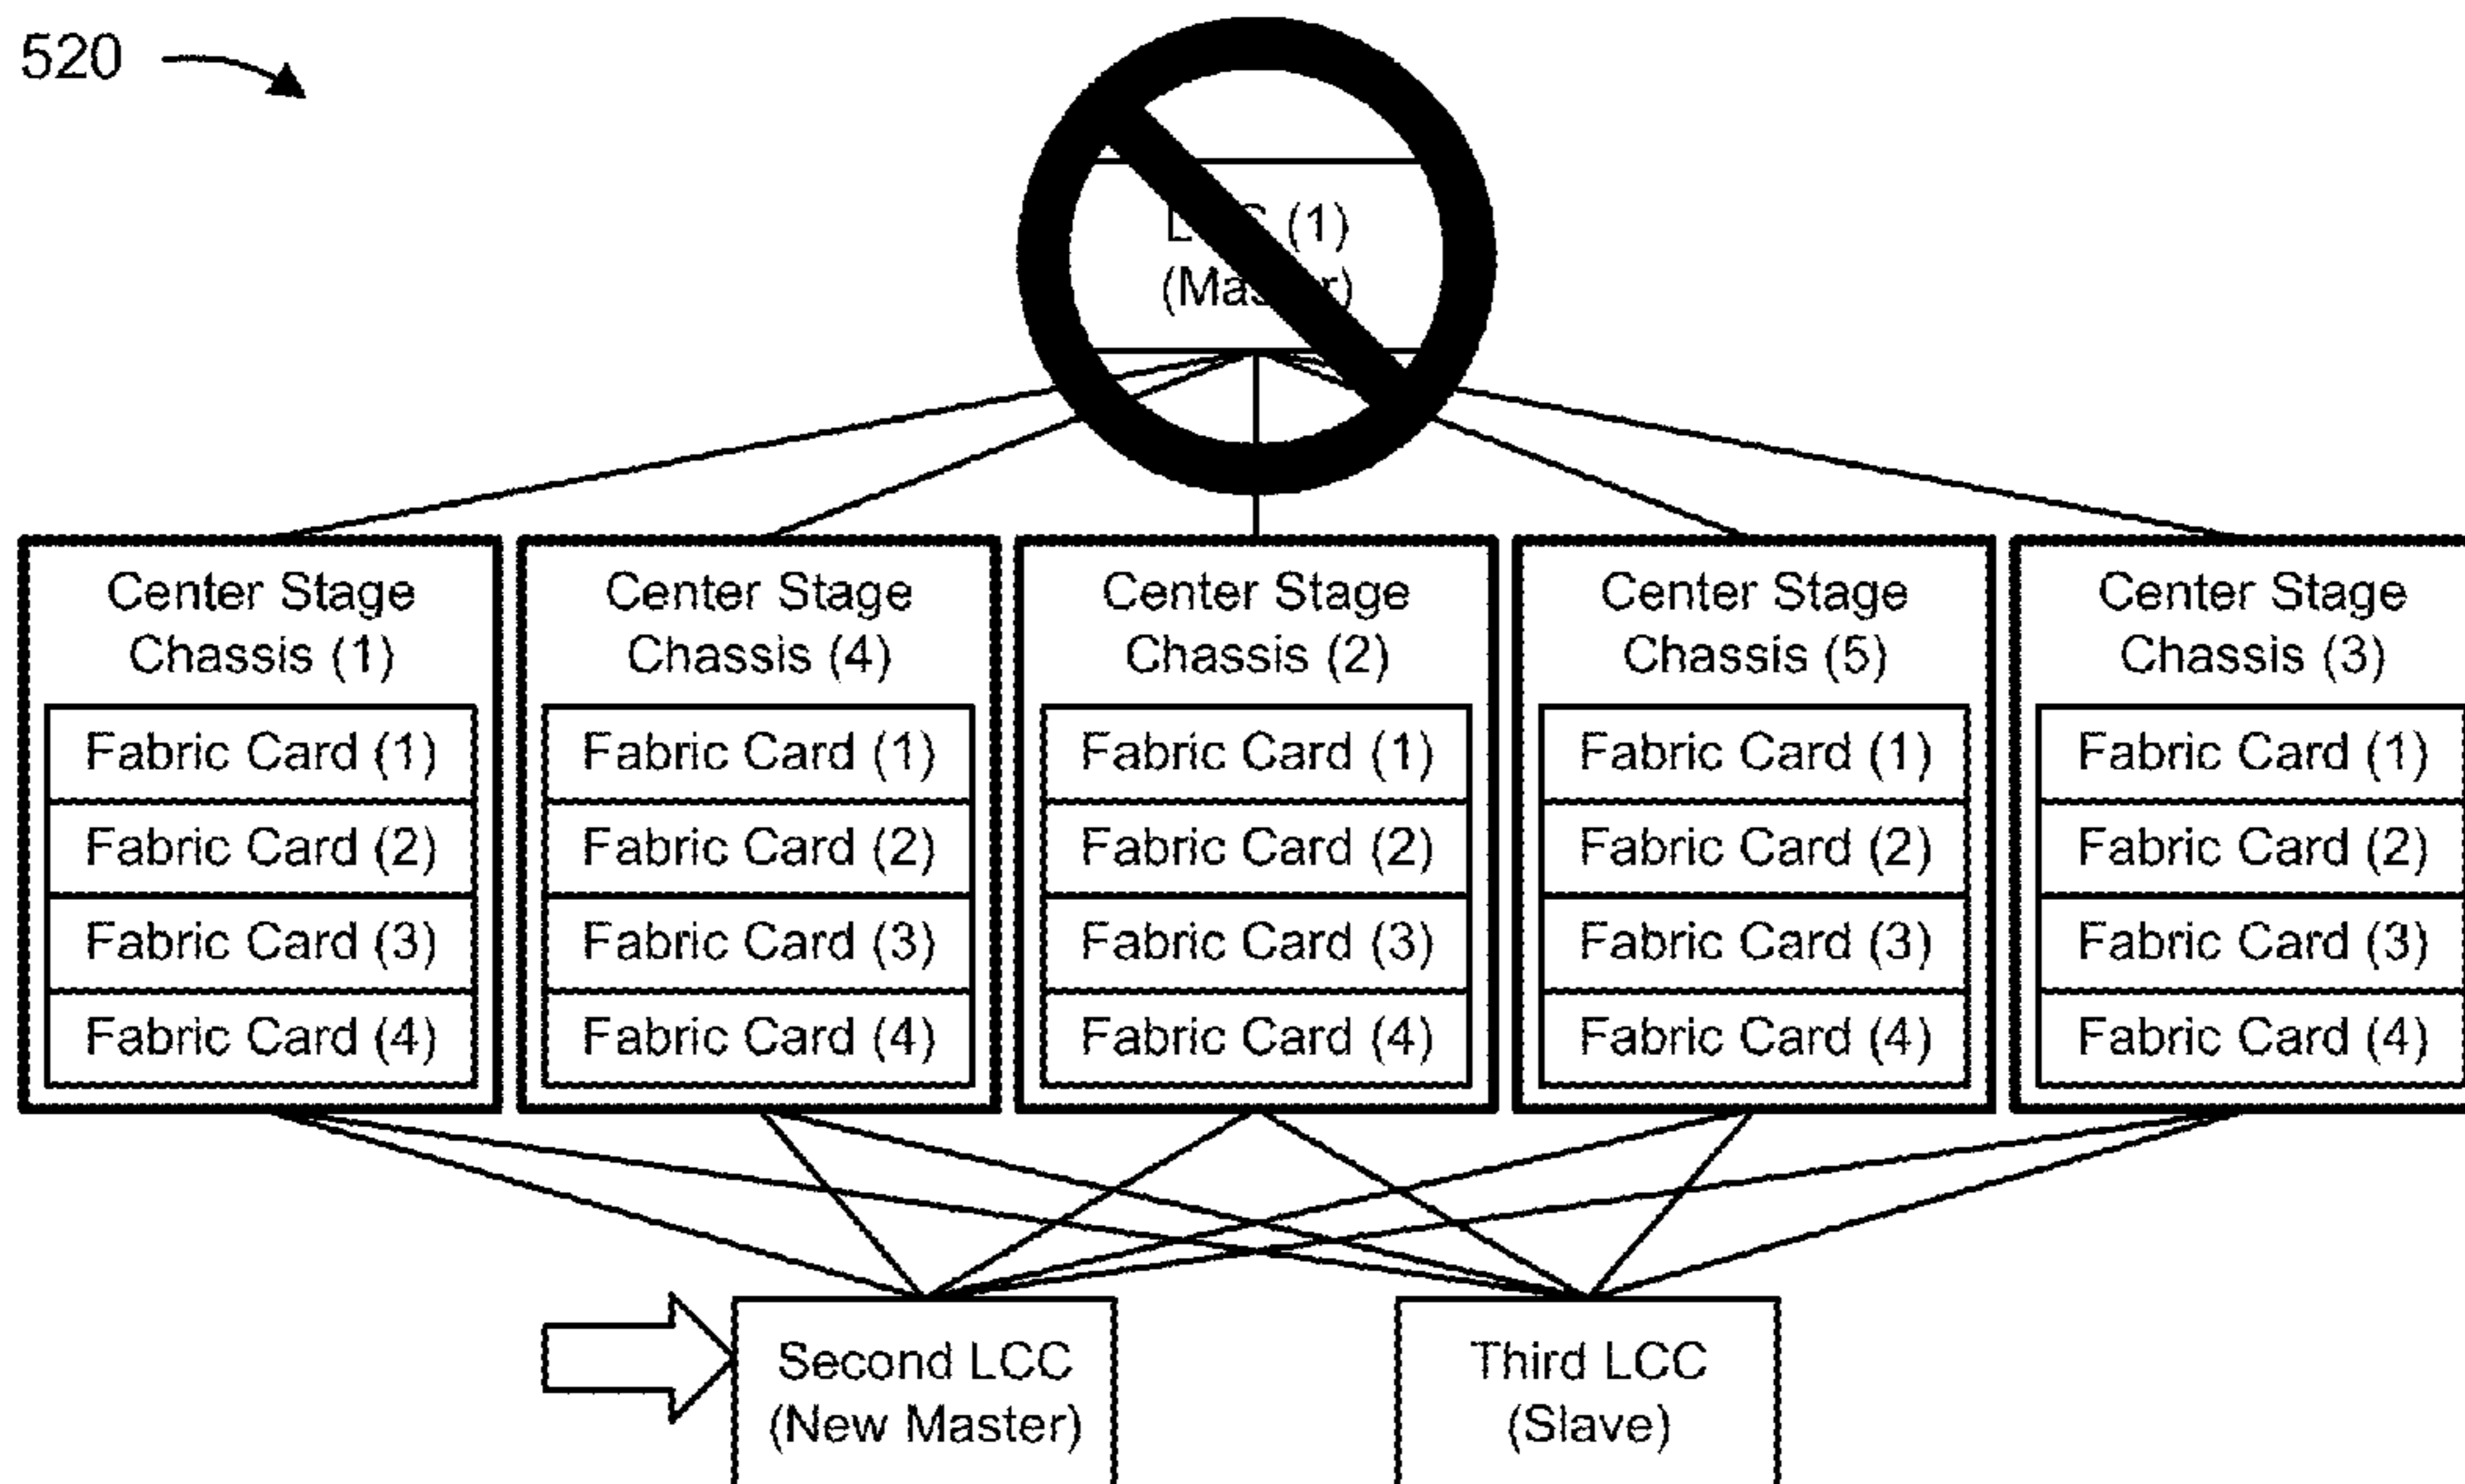 520
(1)
(Master)
Center Stage
Chassis (1)
Fabric Card (1)
Fabric Card (2)
Fabric Card (3)
Fabric Card (4)
Center Stage
Chassis (4)
Fabric Card (1)
Fabric Card (2)
Fabric Card (3)
Fabric Card (4)
Center Stage
Chassis (2)
Fabric Card (1)
Fabric Card (2)
Fabric Card (3)
Fabric Card (4)
Center Stage
Chassis (5)
Fabric Card (1)
Fabric Card (2)
Fabric Card (3)
Fabric Card (4)
Center Stage
Chassis (3)
Fabric Card (1)
Fabric Card (2)
Fabric Card (3)
Fabric Card (4)
Second LCC
(New Master)
Third LCC
(Slave)